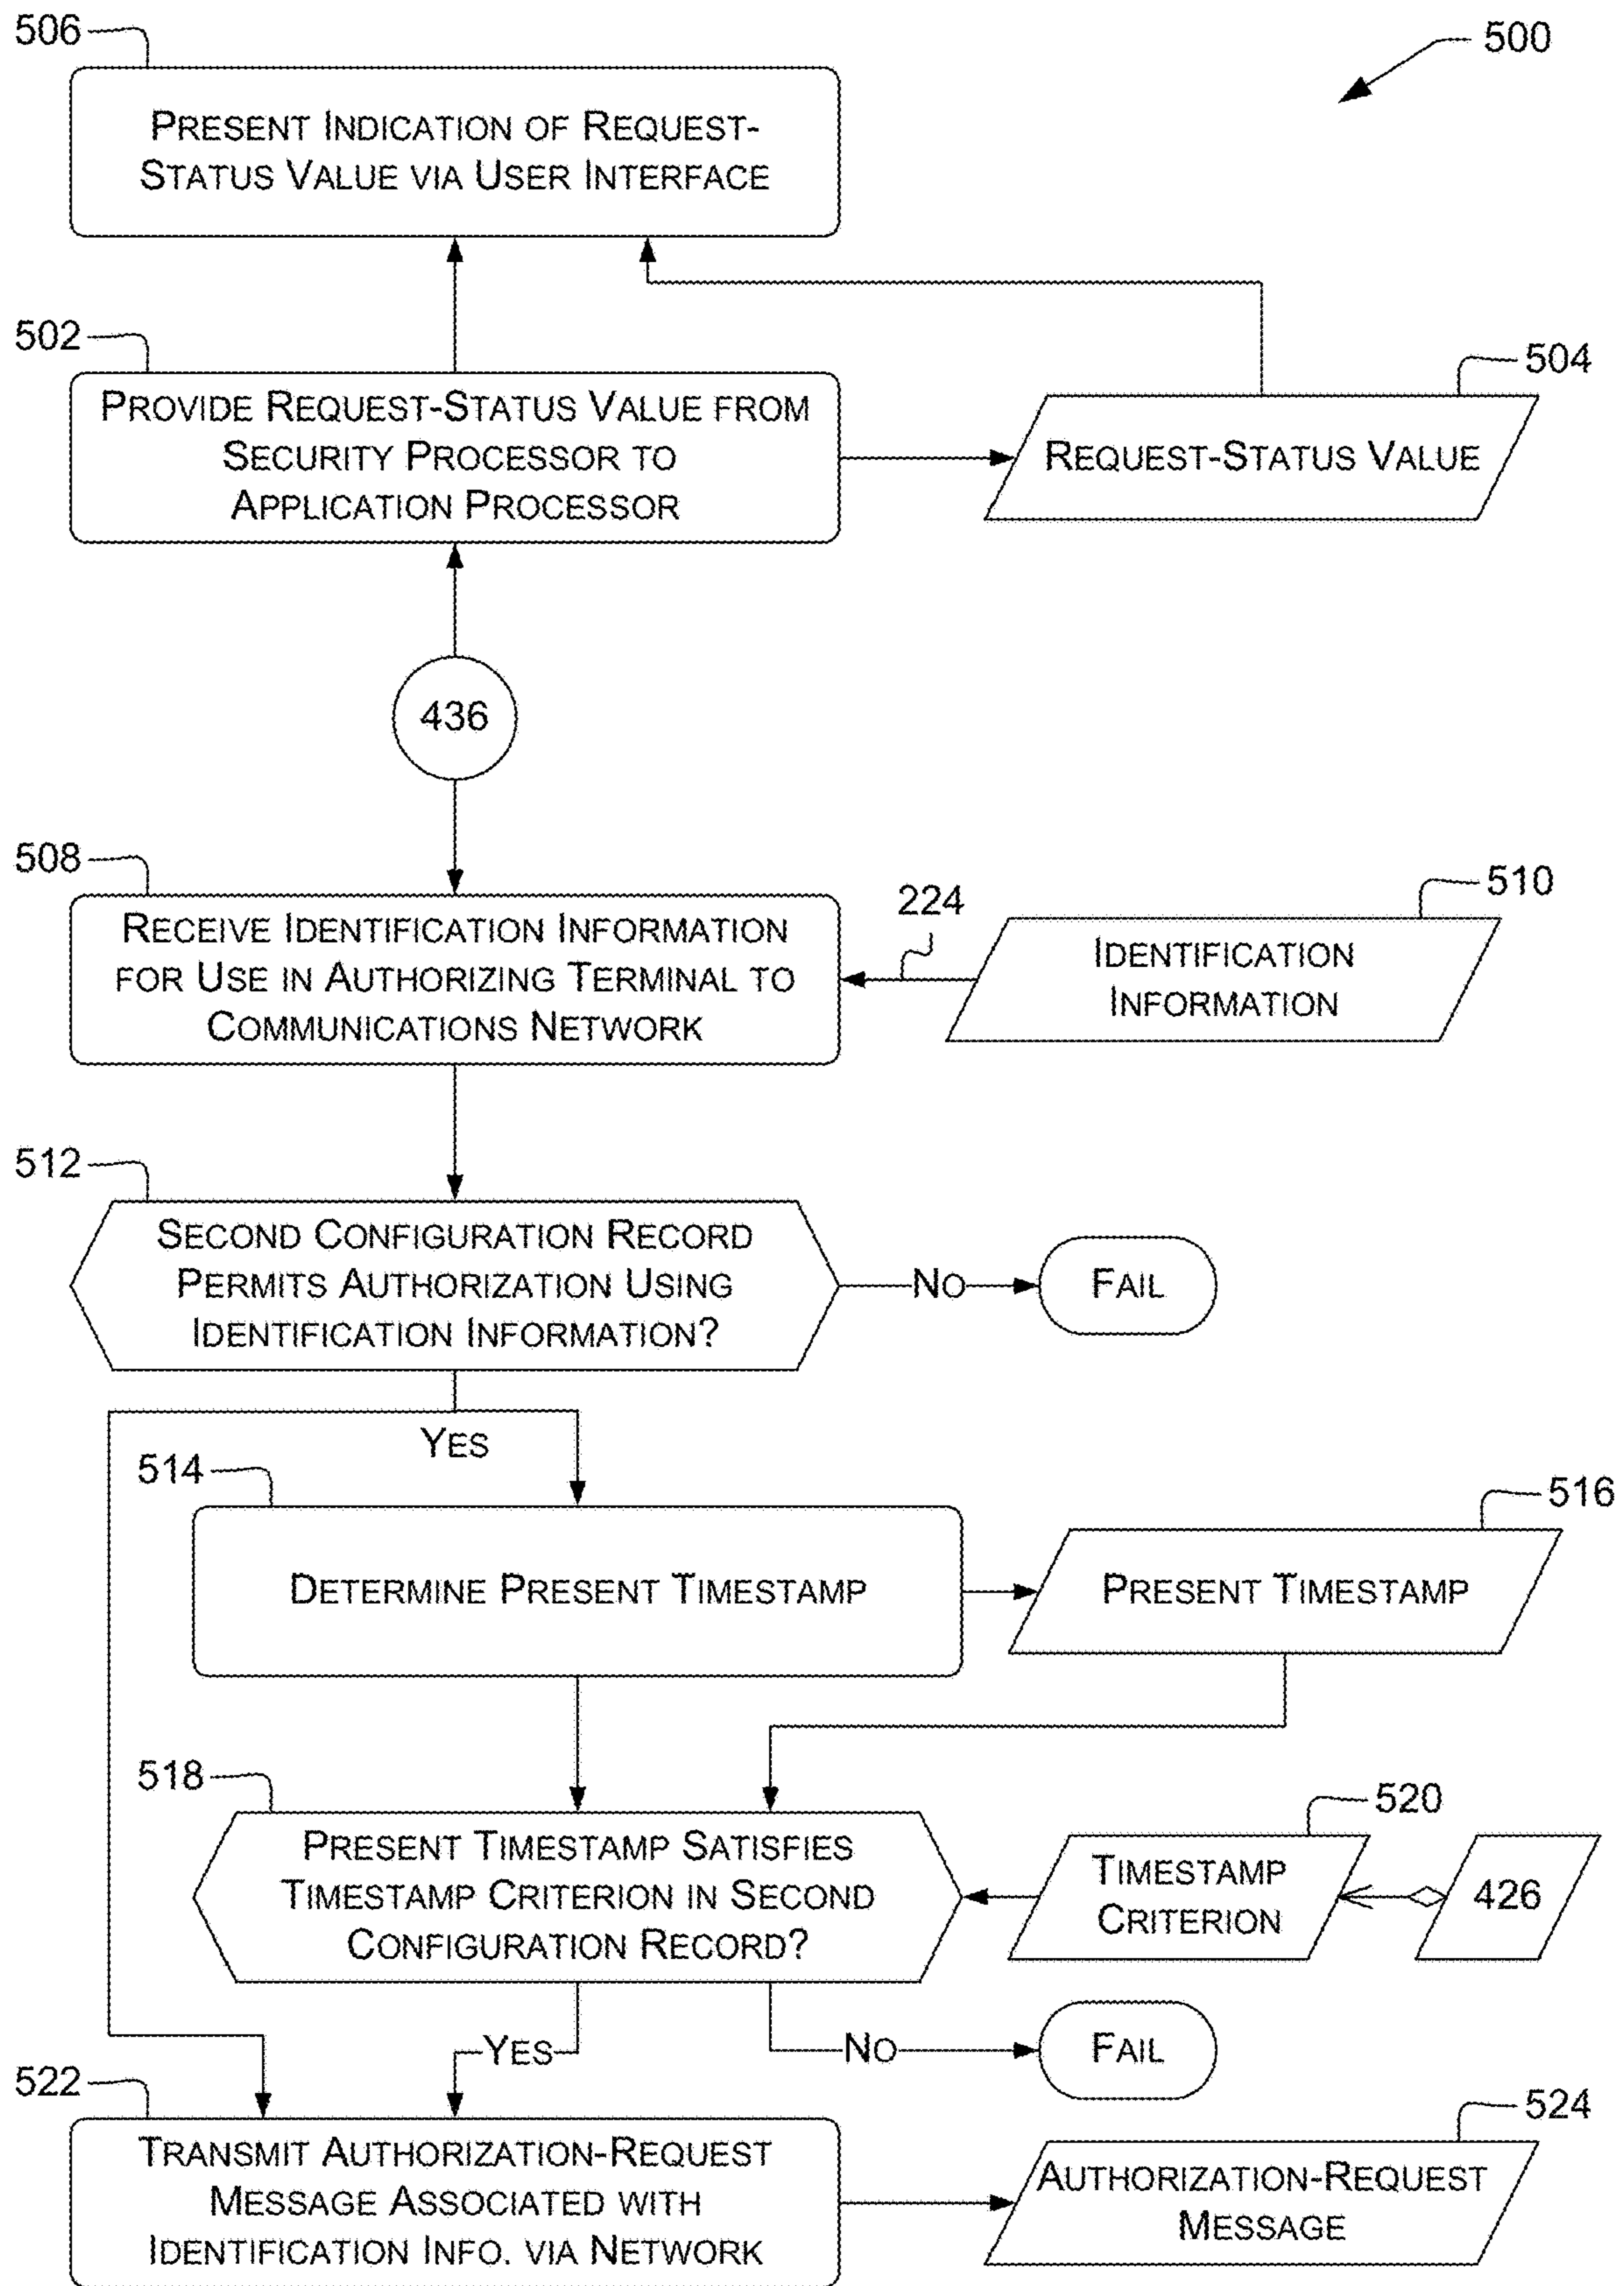 506
500
PRESENT INDICATION OF REQUEST-
STATUS VALUE VIA USER INTERFACE
502
504
PROVIDE REQUEST-STATUS VALUE FROM
SECURITY PROCESSOR TO
APPLICATION PROCESSOR
REQUEST-STATUS VALUE
436
508
510
224
RECEIVE IDENTIFICATION INFORMATION
FOR USE IN AUTHORIZING TERMINAL TO
COMMUNICATIONS NETWORK
IDENTIFICATION
INFORMATION
512
SECOND CONFIGURATION RECORD
PERMITS AUTHORIZATION USING
IDENTIFICATION INFORMATION?
NO
FAIL
YES
514
516
DETERMINE PRESENT TIMESTAMP
PRESENT TIMESTAMP
518
520
PRESENT TIMESTAMP SATISFIES
TIMESTAMP CRITERION IN SECOND
CONFIGURATION RECORD?
TIMESTAMP
CRITERION
426
YES
NO
FAIL
522
524
TRANSMIT AUTHORIZATION-REQUEST
MESSAGE ASSOCIATED WITH
IDENTIFICATION INFO. VIA NETWORK
AUTHORIZATION-REQUEST
MESSAGE